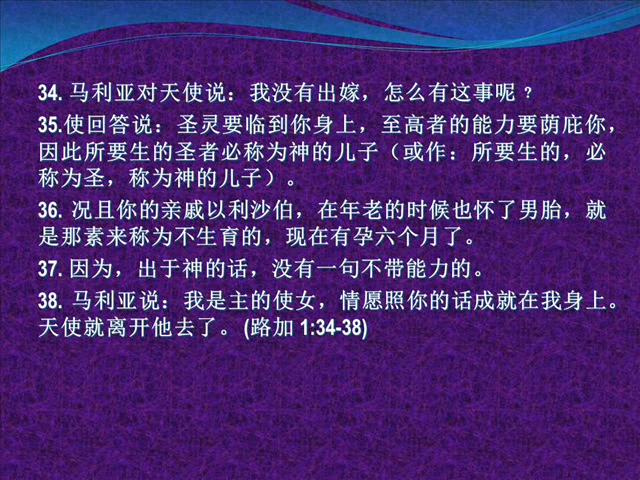 34. 马利亚对天使说：我没有出嫁，怎么有这事呢？
35.使回答说：圣灵要临到你身上，至高者的能力要荫庇你，
因此所要生的圣者必称为神的儿子（或作：所要生的，必
称为圣，称为神的儿子）。
36. 况且你的亲戚以利沙伯，在年老的时候也怀了男胎，就
是那素来称为不生育的，现在有孕六个月了。
37. 因为，出于神的话，没有一句不带能力的。
38. 马利亚说：我是主的使女，情愿照你的话成就在我身上。
天使就离开他去了。(路加 1:34-38)